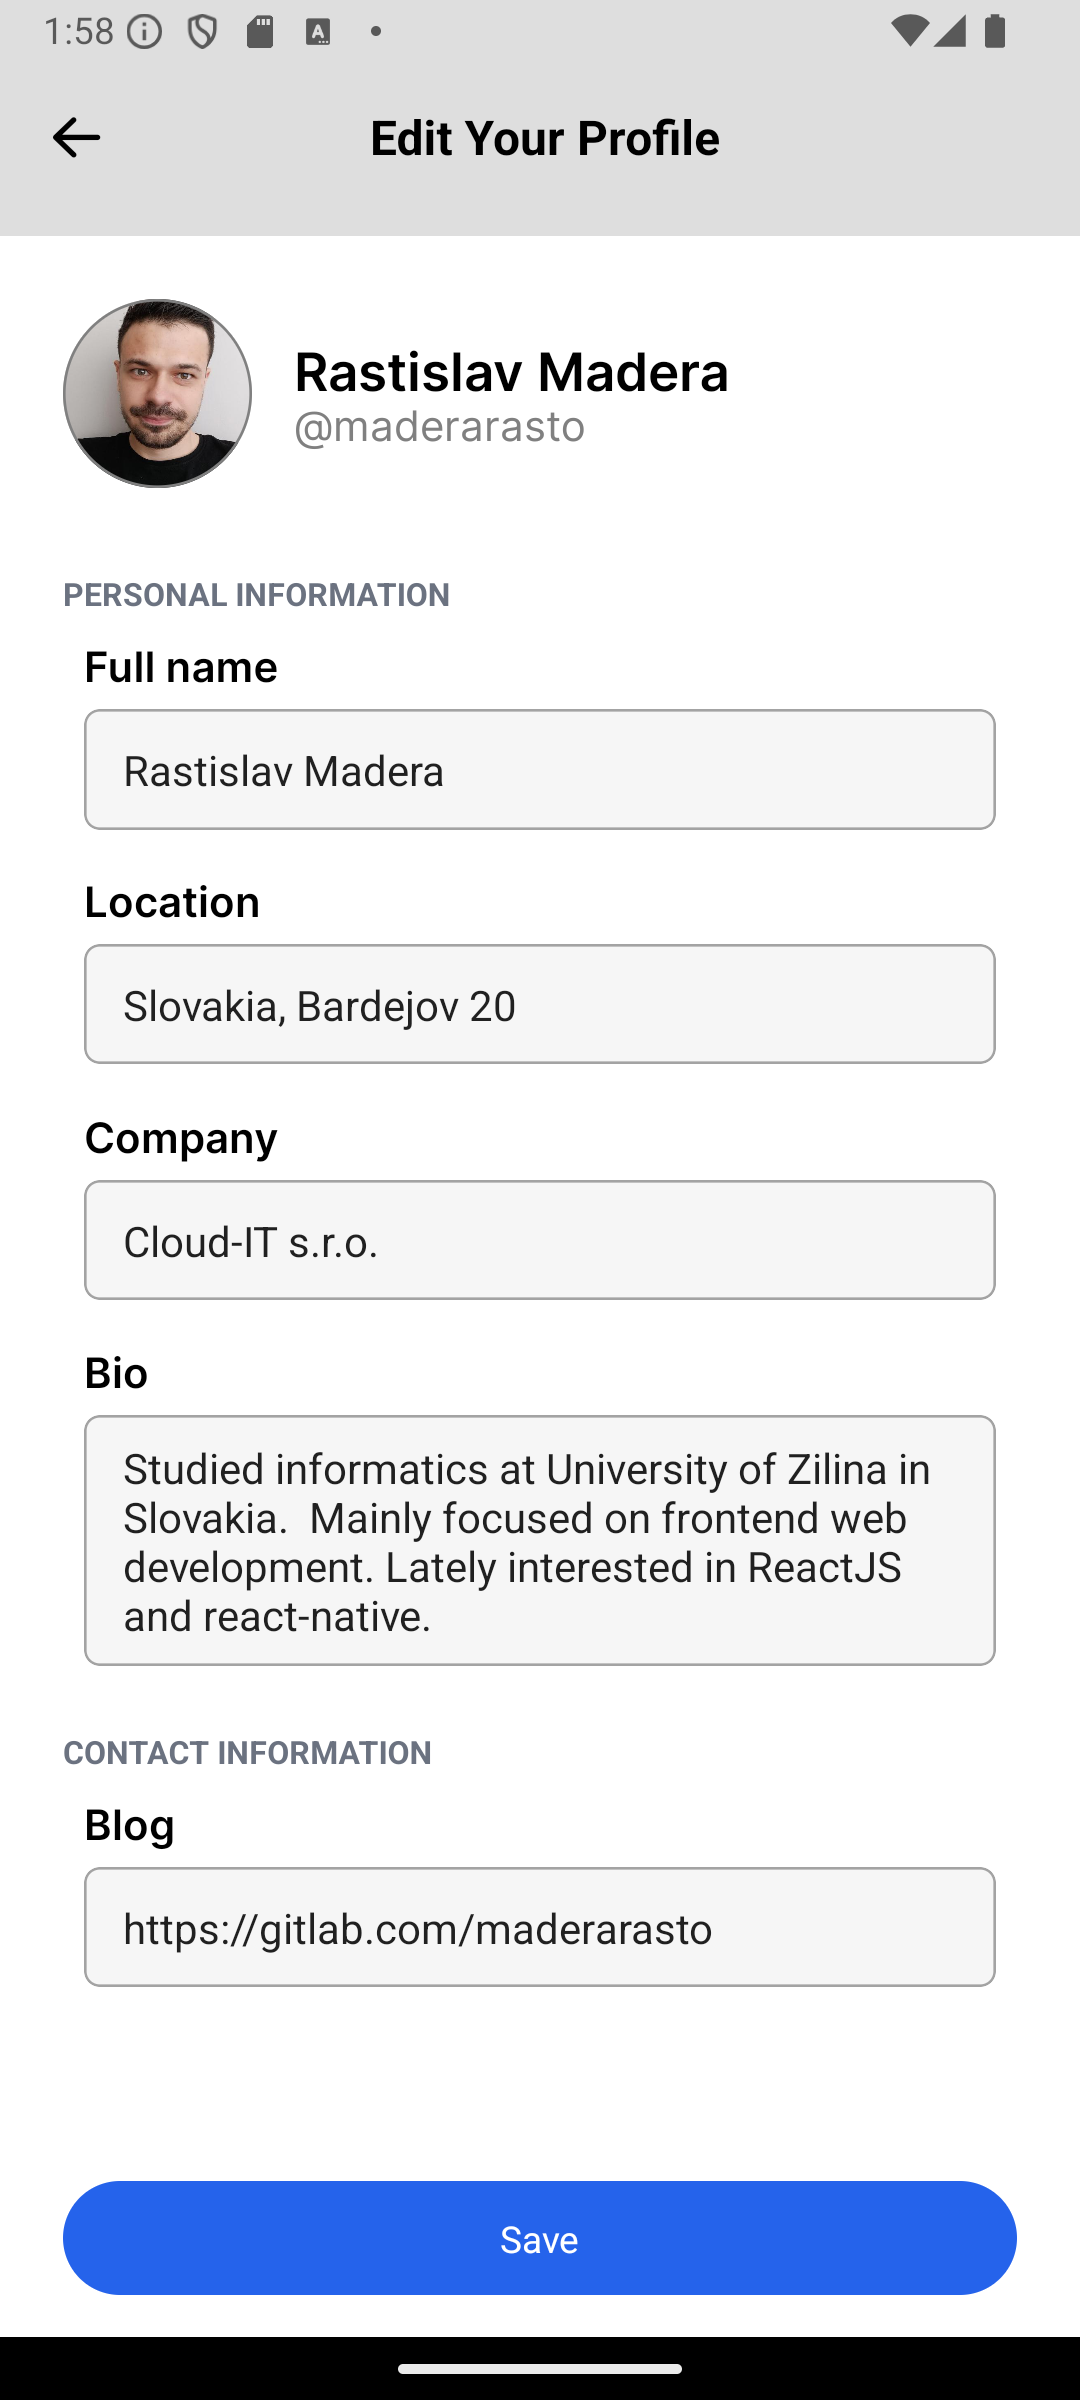 1:58
Edit Your Profile
Rastislav Madera
@maderarasto
PERSONAL INFORMATION
Full name
Rastislav Madera
Location
Slovakia, Bardejov 20
Company
Cloud-IT s.r.o.
Bio
Studied informatics at University of Zilina in
Slovakia.  Mainly focused on frontend web
development. Lately interested in ReactJS
and react-native.
CONTACT INFORMATION
Blog
https://gitlab.com/maderarasto
Save